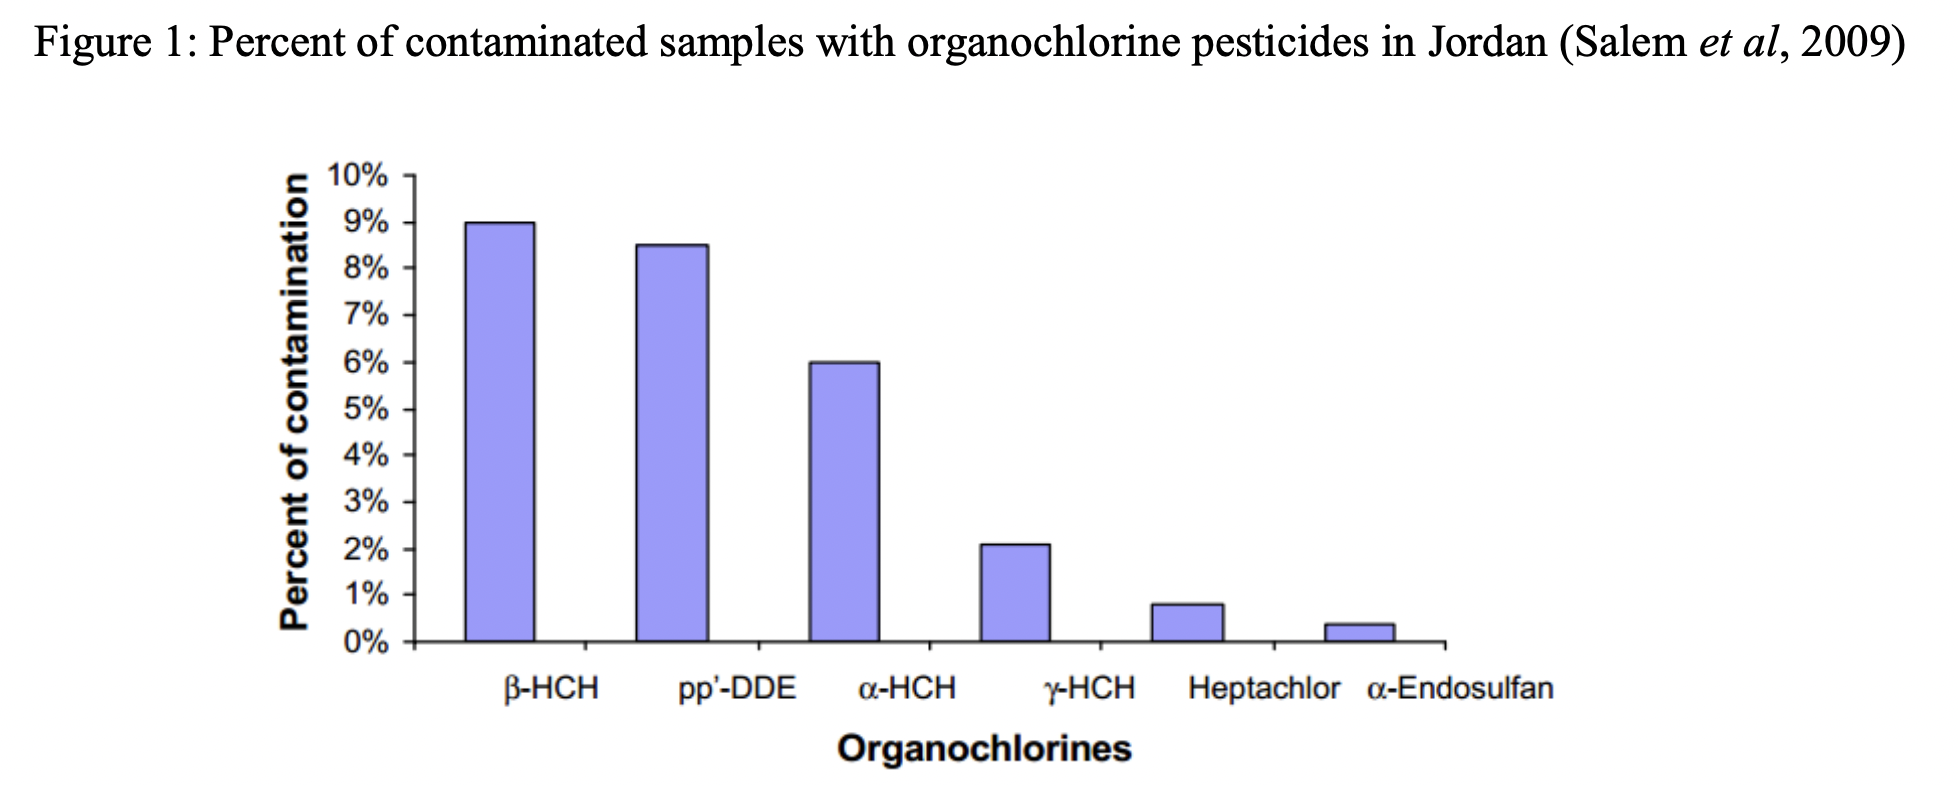 Figure 1: Percent of contaminated samples with organochlorine pesticides in Jordan (Salem et al, 2009)
Percent of contamination
10%
9%
8%
7%
6%
5%
4%
3%
2%
1%
0%
β-HCH pp’-DDE α-HCH γ-HCH Heptachlor α-Endosulfan
Organochlorines